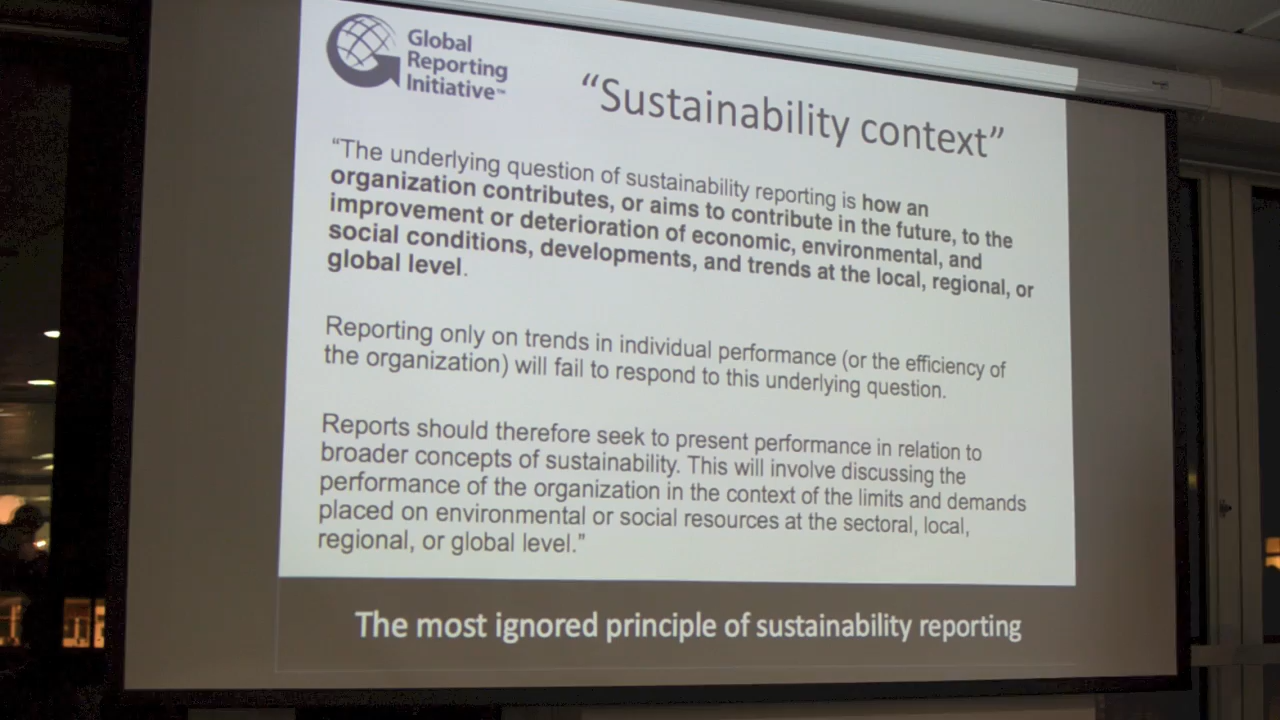 Global
Reporting
Initiative™
“Sustainability context”
“The underlying question of sustainability reporting is how an
organization contributes, or aims to contribute in the future, to the
improvement or deterioration of economic, environmental, and
social conditions, developments, and trends at the local, regional, or
global level.
Reporting only on trends in individual performance (or the efficiency of
the organization) will fail to respond to this underlying question.
Reports should therefore seek to present performance in relation to
broader concepts of sustainability. This will involve discussing the
performance of the organization in the context of the limits and demands
placed on environmental or social resources at the sectoral, local,
regional, or global level.”
The most ignored principle of sustainability reporting